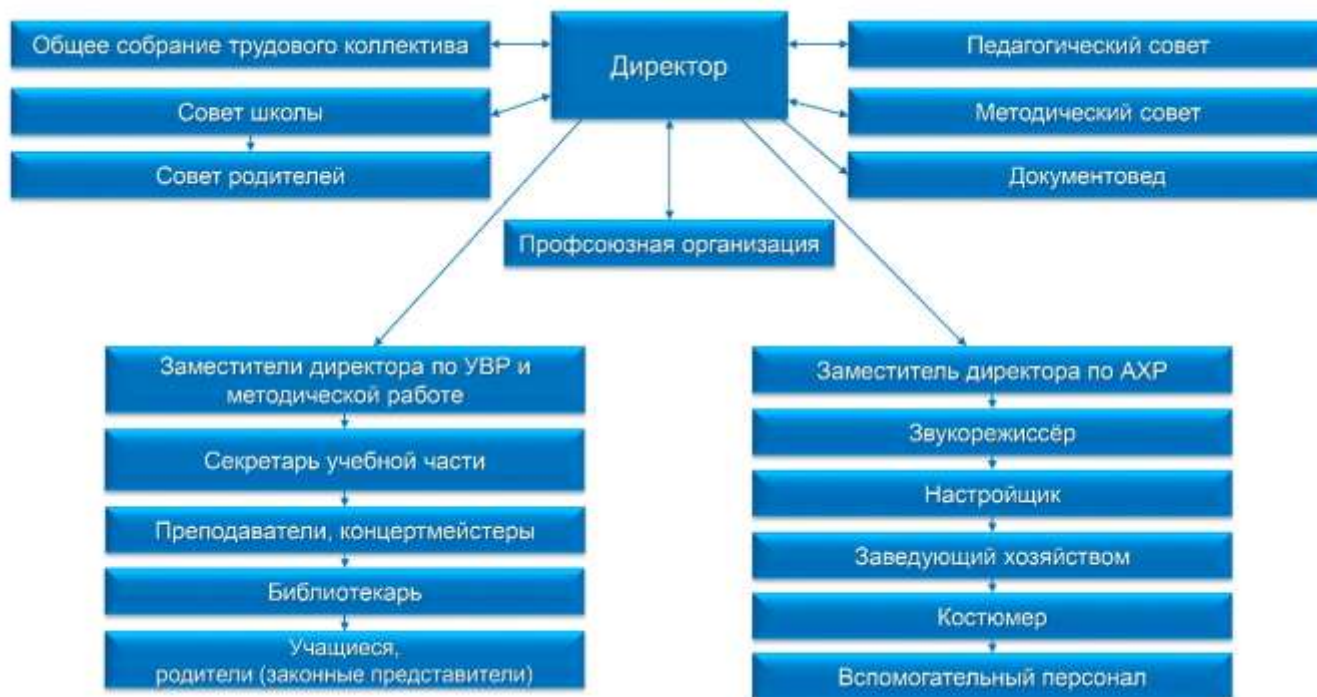 Общее собрание трудового коллектива
Директор
Педагогический совет
Совет школы
Методический совет
Совет родителей
Документовед
Профсоюзная организация
Заместители директора по УВР и
методической работе
Секретарь учебной части
Преподаватели, концертмейстеры
Библиотекарь
Учащиеся,
родители (законные представители)
Заместитель директора по АХР
Звукорежиссёр
Настройщик
Заведующий хозяйством
Костюмер
Вспомогательный персонал